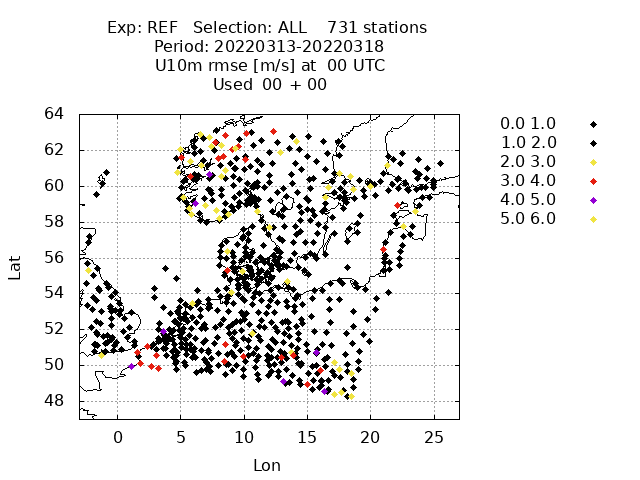 Exp: REF   Selection: ALL    731 stations
Period: 20220313-20220318
U10m rmse [m/s] at  00 UTC
Used  00 + 00
64
62
60
58
56
54
52
50
48
Lat
0 5 10 15 20 25
Lon
0.0 1.0
1.0 2.0
2.0 3.0
3.0 4.0
4.0 5.0
5.0 6.0